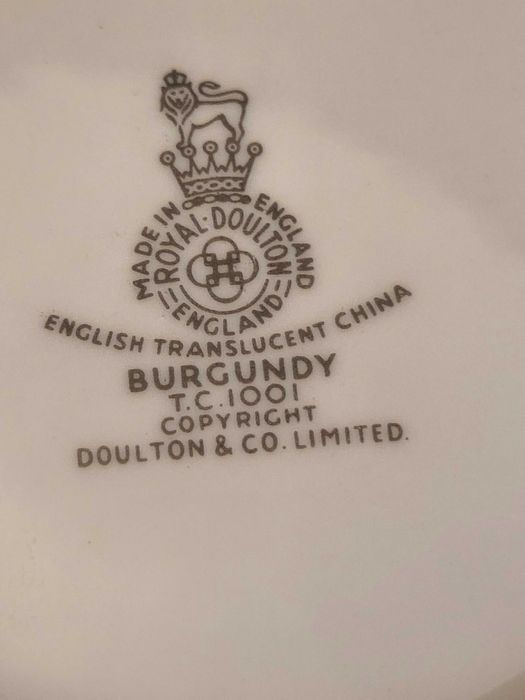 MADE IN ENGLAND
ROYAL·DOULTON
ENGLAND
ENGLISH TRANSLUCENT CHINA
BURGUNDY
T.C.1001
COPYRIGHT
DOULTON & CO. LIMITED.